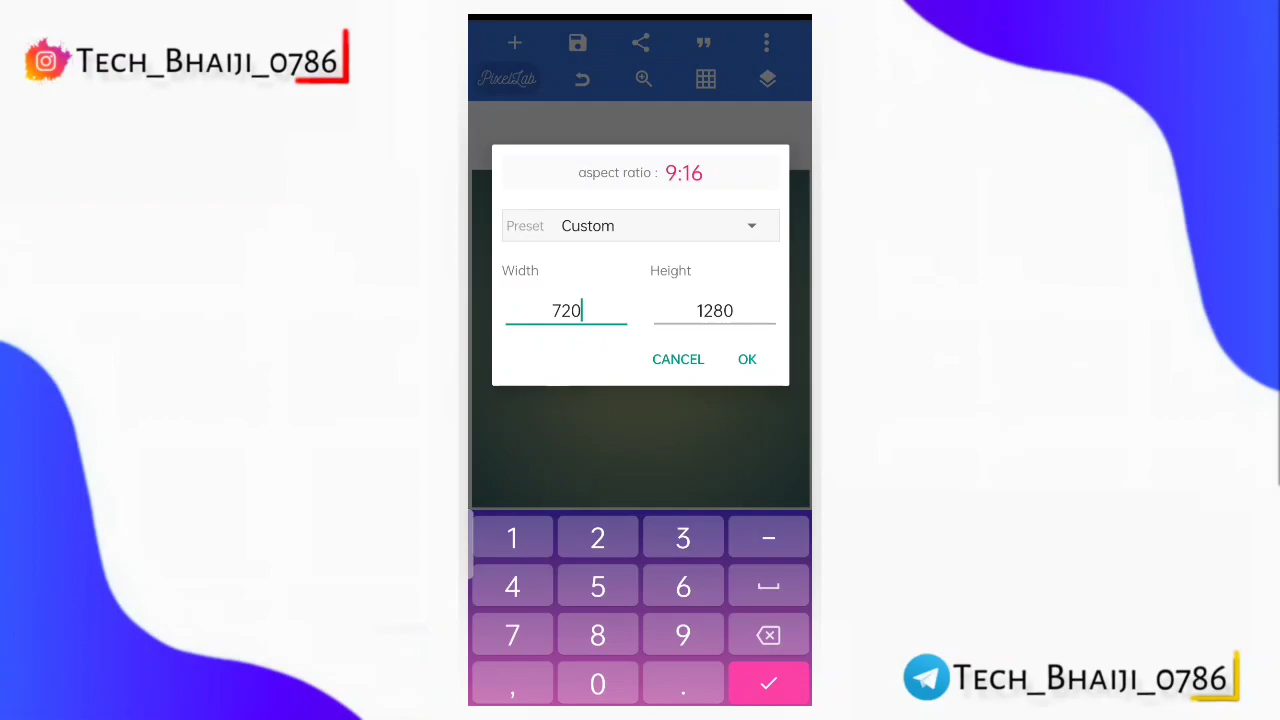 Tech_Bhaiji_0786
PixelLab
aspect ratio : 9:16
Preset Custom
Width Height
720 1280
CANCEL OK
1 2 3 -
4 5 6
7 8 9
, 0 .
Tech_Bhaiji_0786